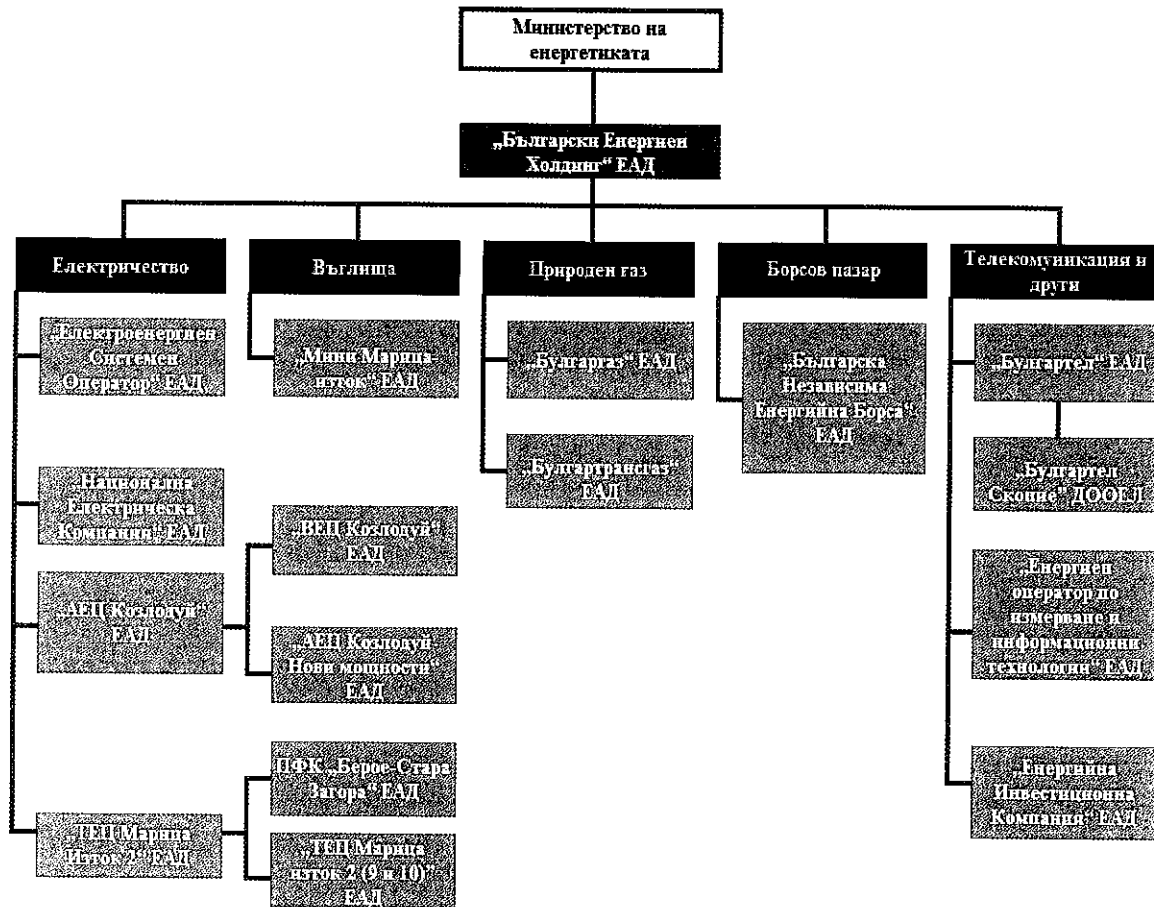 Министерство на
енергетиката
„Български Енергиен
Холдинг“ ЕАД
Електричество
Въглища
Природен газ
Борсов пазар
Телекомуникация и
други
„Електроенергиен
Системен
Оператор“ ЕАД
„Мини Марица-
изток“ ЕАД
„Булгаргаз“ ЕАД
„Българска
Независима
Енергийна Борса“
ЕАД
„Булгартел“ ЕАД
„Булгартрансгаз“
ЕАД
„Булгартел
Скопие“ ДООЕЛ
„Национална
Електрическа
Компания“ ЕАД
„ВЕЦ Козлодуй“
ЕАД
„АЕЦ Козлодуй“
ЕАД
„АЕЦ Козлодуй-
Нови мощности“
ЕАД
„Енергиен
оператор по
измерване и
информационни
технологии“ ЕАД
ПФК „Берое-Стара
Загора“ ЕАД
„Енергийна
Инвестиционна
Компания“ ЕАД
„ТЕЦ Марица
Изток 2“ ЕАД
„ТЕЦ Марица
изток 2 (9 и 10)“
ЕАД